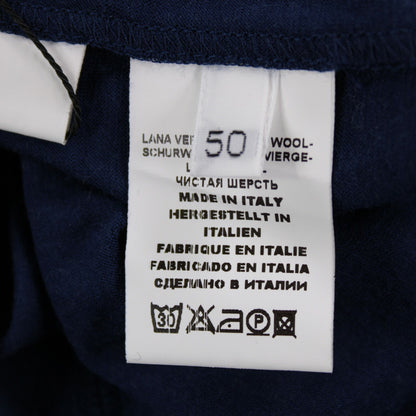 50
LANA VE WOOL-
SCHURW VIERGE-
ЧИСТАЯ ШЕРСТЬ
MADE IN ITALY
HERGESTELLT IN
ITALIEN
FABRIQUE EN ITALIE
FABRICADO EN ITALIA
СДЕЛАНО В ИТАЛИИ
30 P